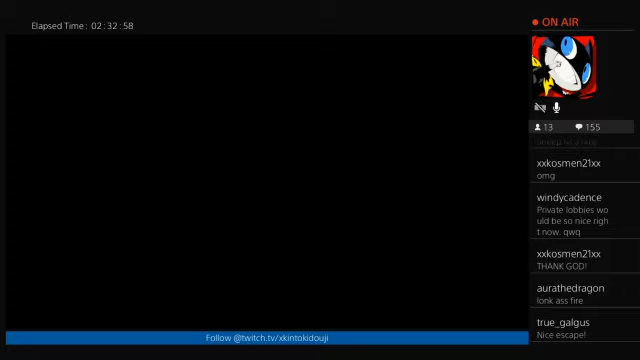 Elapsed Time: 02:32:58
ON AIR
13
155
xxkosmen21xx
omg
windycadence
Private lobbies wo
uld be so nice righ
t now. qwq
xxkosmen21xx
THANK GOD!
aurathedragon
lonk ass fire
true_galgus
Nice escape!
Follow @twitch.tv/xkintokidouji